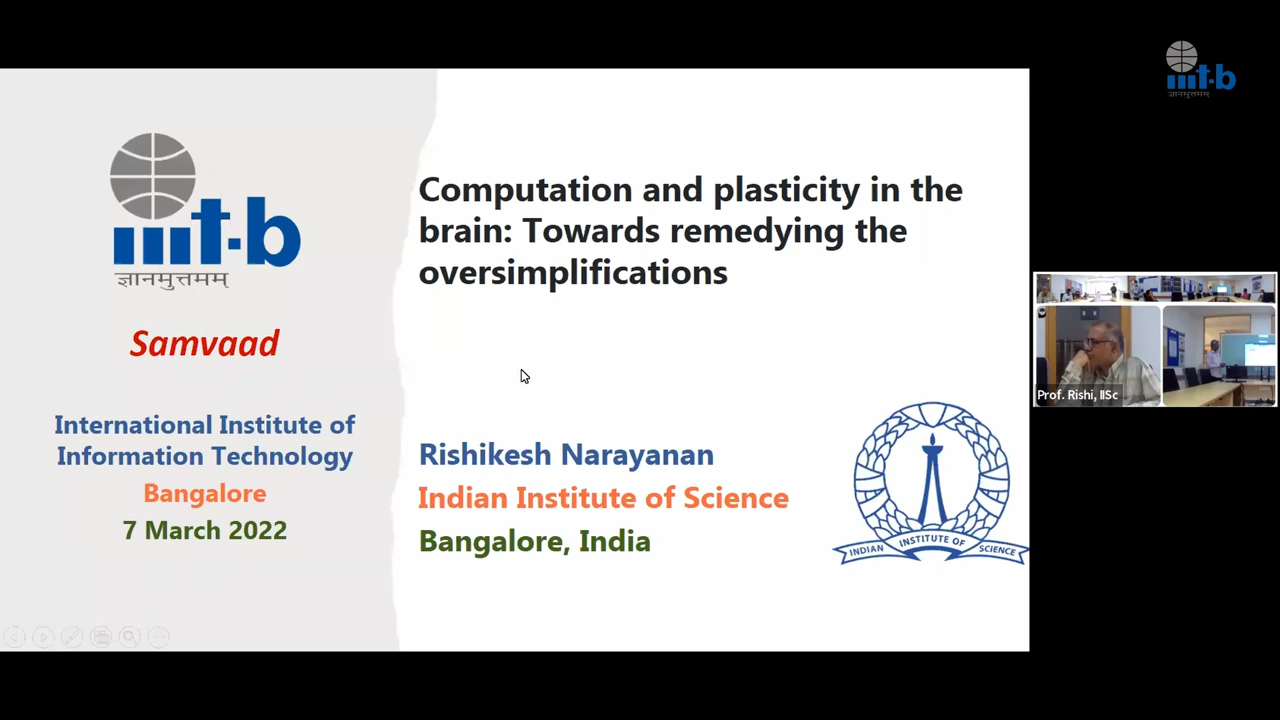 iiit-b
ज्ञानमुत्तमम्
Samvaad
International Institute of
Information Technology
Bangalore
7 March 2022
Computation and plasticity in the
brain: Towards remedying the
oversimplifications
Rishikesh Narayanan
Indian Institute of Science
Bangalore, India
INDIAN INSTITUTE OF SCIENCE
iiit-b
ज्ञानमुत्तमम्
Prof. Rishi, IISc